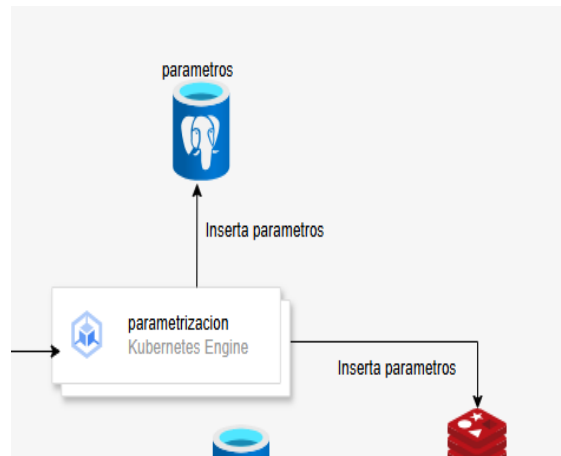 parametros
Inserta parametros
parametrizacion
Kubernetes Engine
Inserta parametros